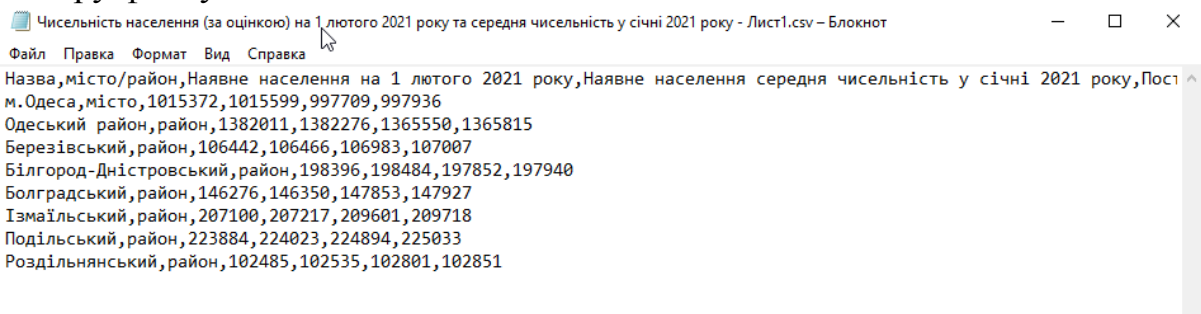 Чисельність населення (за оцінкою) на 1 лютого 2021 року та середня чисельність у січні 2021 року - Лист1.csv – Блокнот
Файл Правка Формат Вид Справка
Назва,місто/район,Наявне населення на 1 лютого 2021 року,Наявне населення середня чисельність у січні 2021 року,Пост
м.Одеса,місто,1015372,1015599,997709,997936
Одеський район,район,1382011,1382276,1365550,1365815
Березівський,район,106442,106466,106983,107007
Білгород-Дністровський,район,198396,198484,197852,197940
Болградський,район,146276,146350,147853,147927
Ізмаїльський,район,207100,207217,209601,209718
Подільський,район,223884,224023,224894,225033
Роздільнянський,район,102485,102535,102801,102851